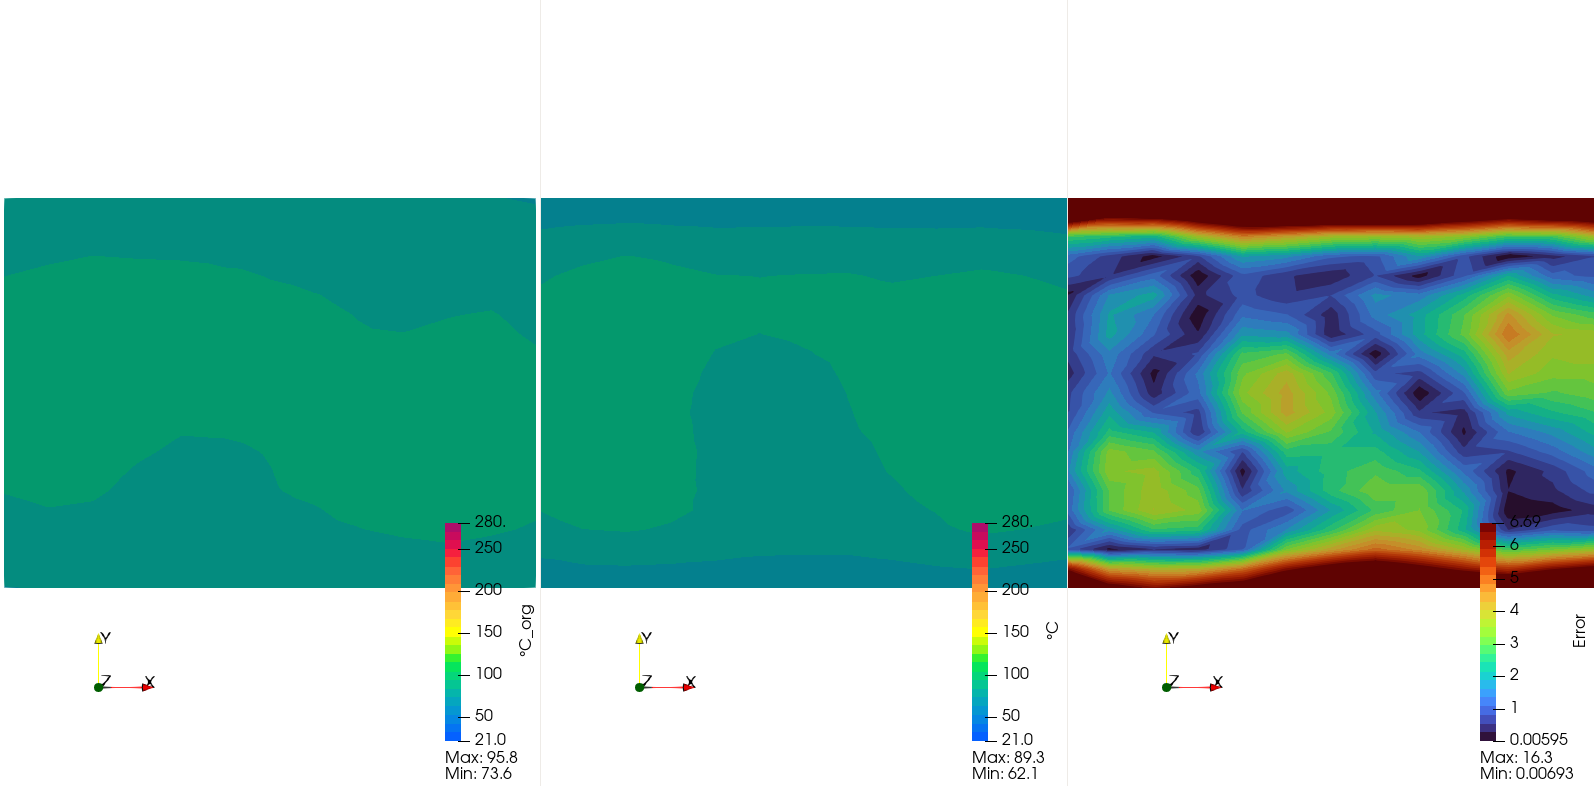 280.
250
200
150
100
50
21.0
°C_org
Max: 95.8
Min: 73.6
Y
Z
X
280.
250
200
150
100
50
21.0
°C
Max: 89.3
Min: 62.1
Y
Z
X
6.69
6
5
4
3
2
1
0.00595
Error
Max: 16.3
Min: 0.00693
Y
Z
X